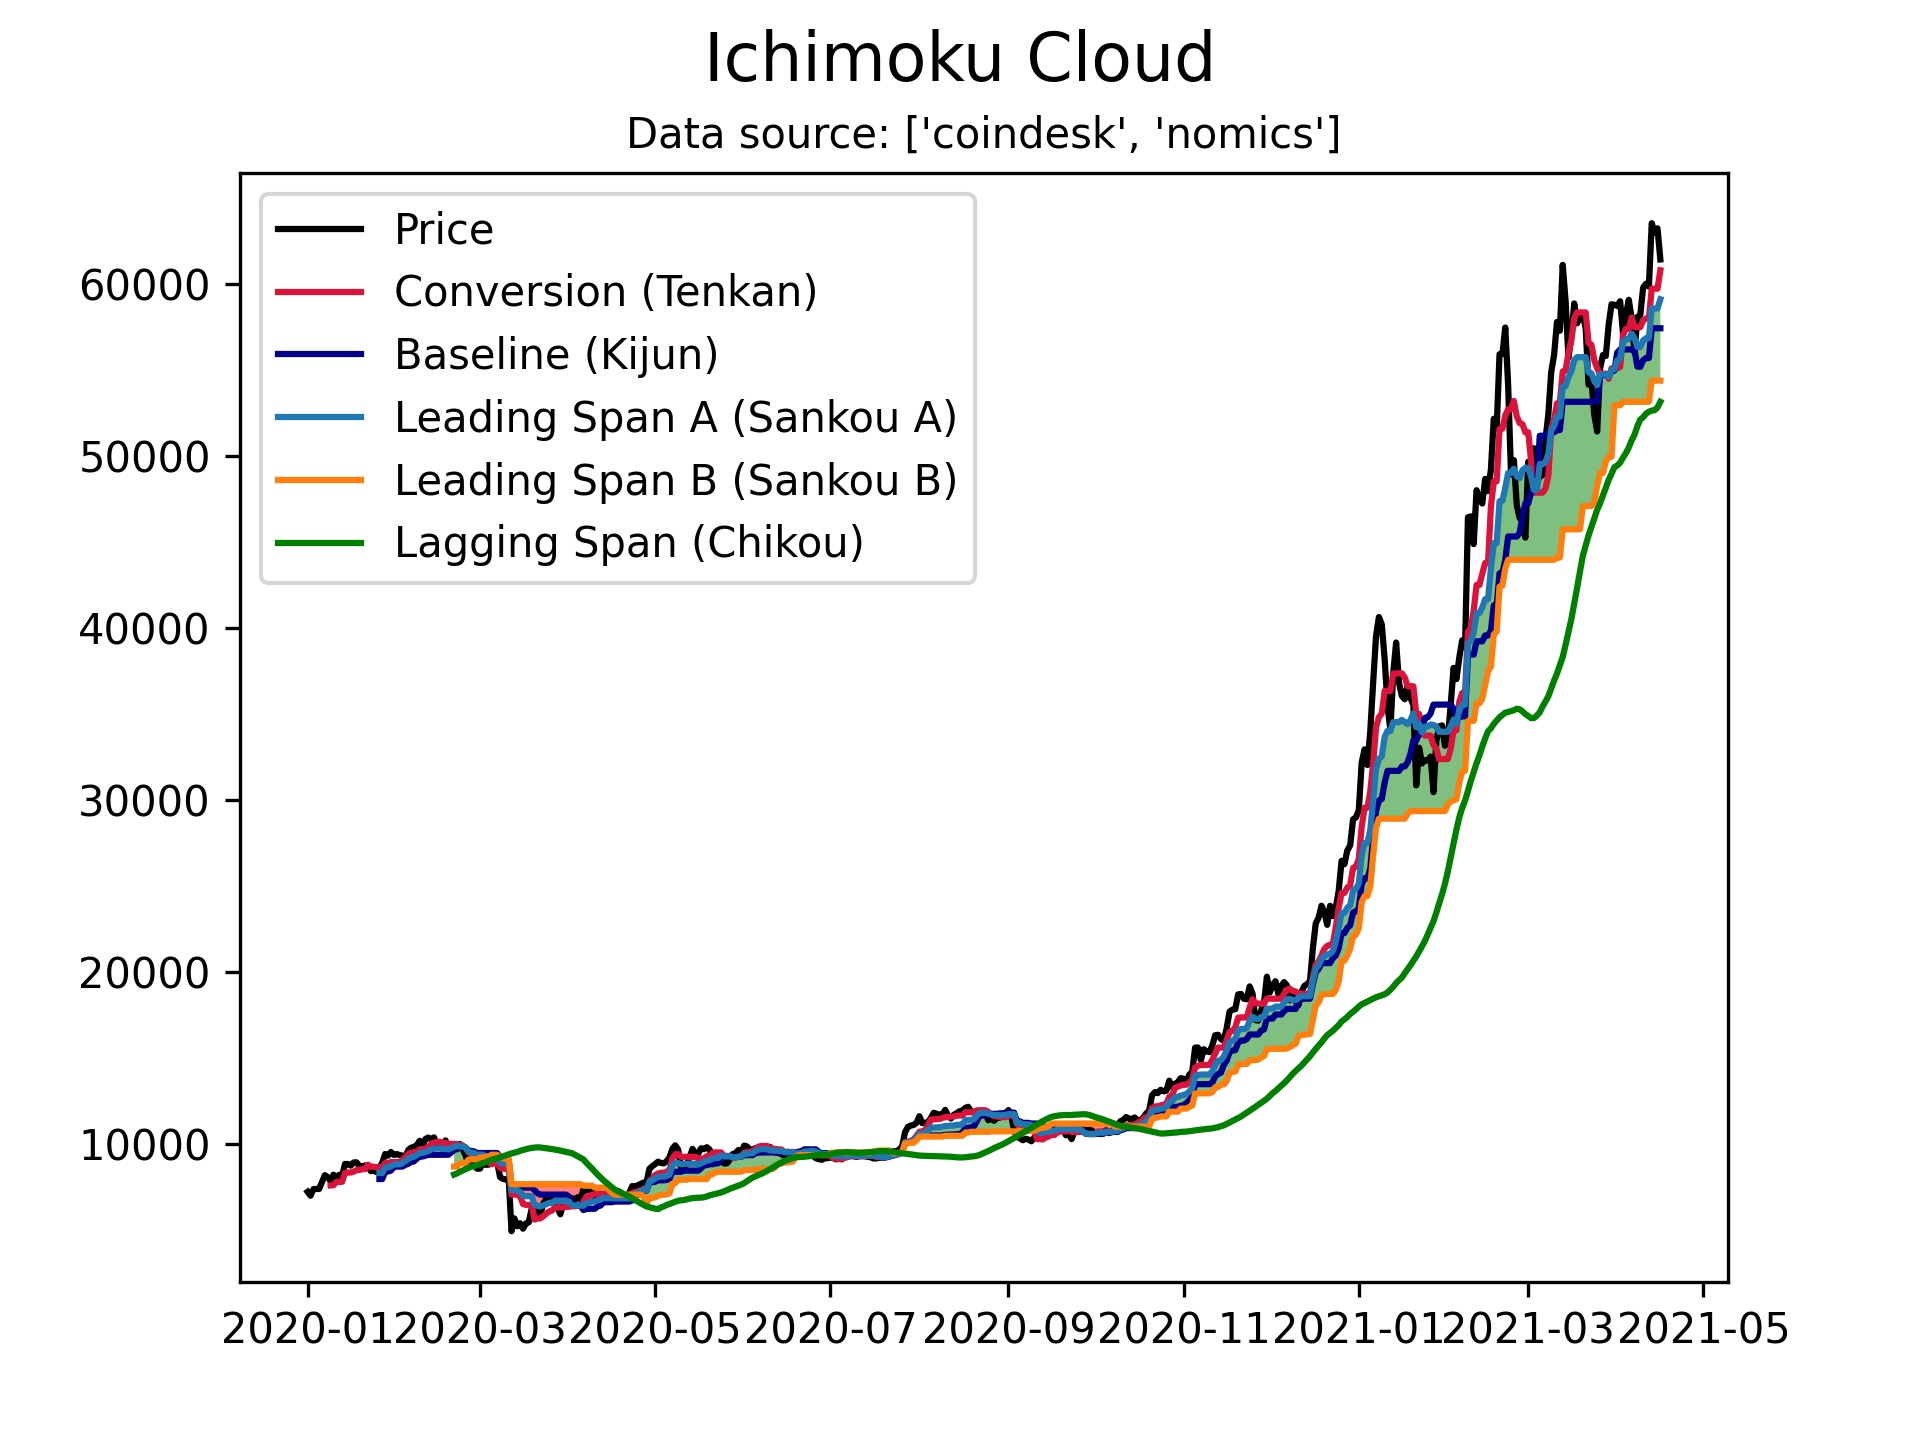 Ichimoku Cloud
Data source: ['coindesk', 'nomics']
Price
Conversion (Tenkan)
Baseline (Kijun)
Leading Span A (Sankou A)
Leading Span B (Sankou B)
Lagging Span (Chikou)
60000
50000
40000
30000
20000
10000
2020-01 2020-03 2020-05 2020-07 2020-09 2020-11 2021-01 2021-03 2021-05